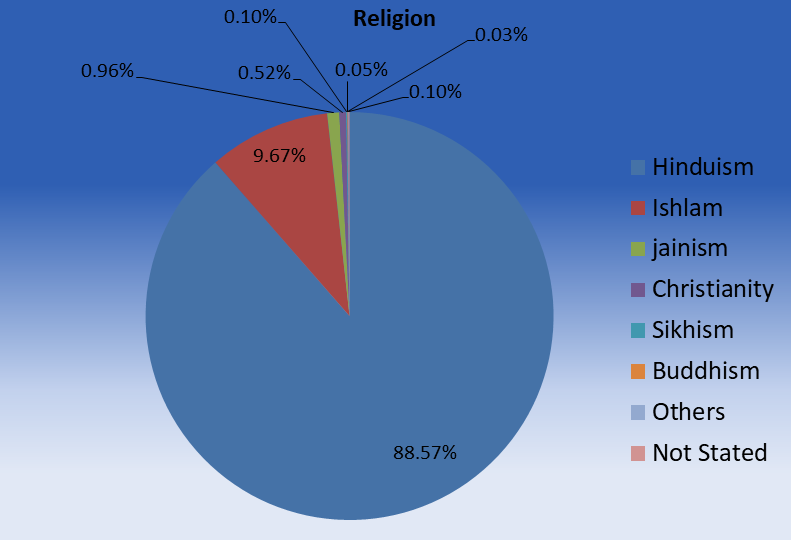 Religion
0.10%
0.03%
0.96%
0.52%
0.05%
0.10%
9.67%
88.57%
Hinduism
Ishlam
jainism
Christianity
Sikhism
Buddhism
Others
Not Stated